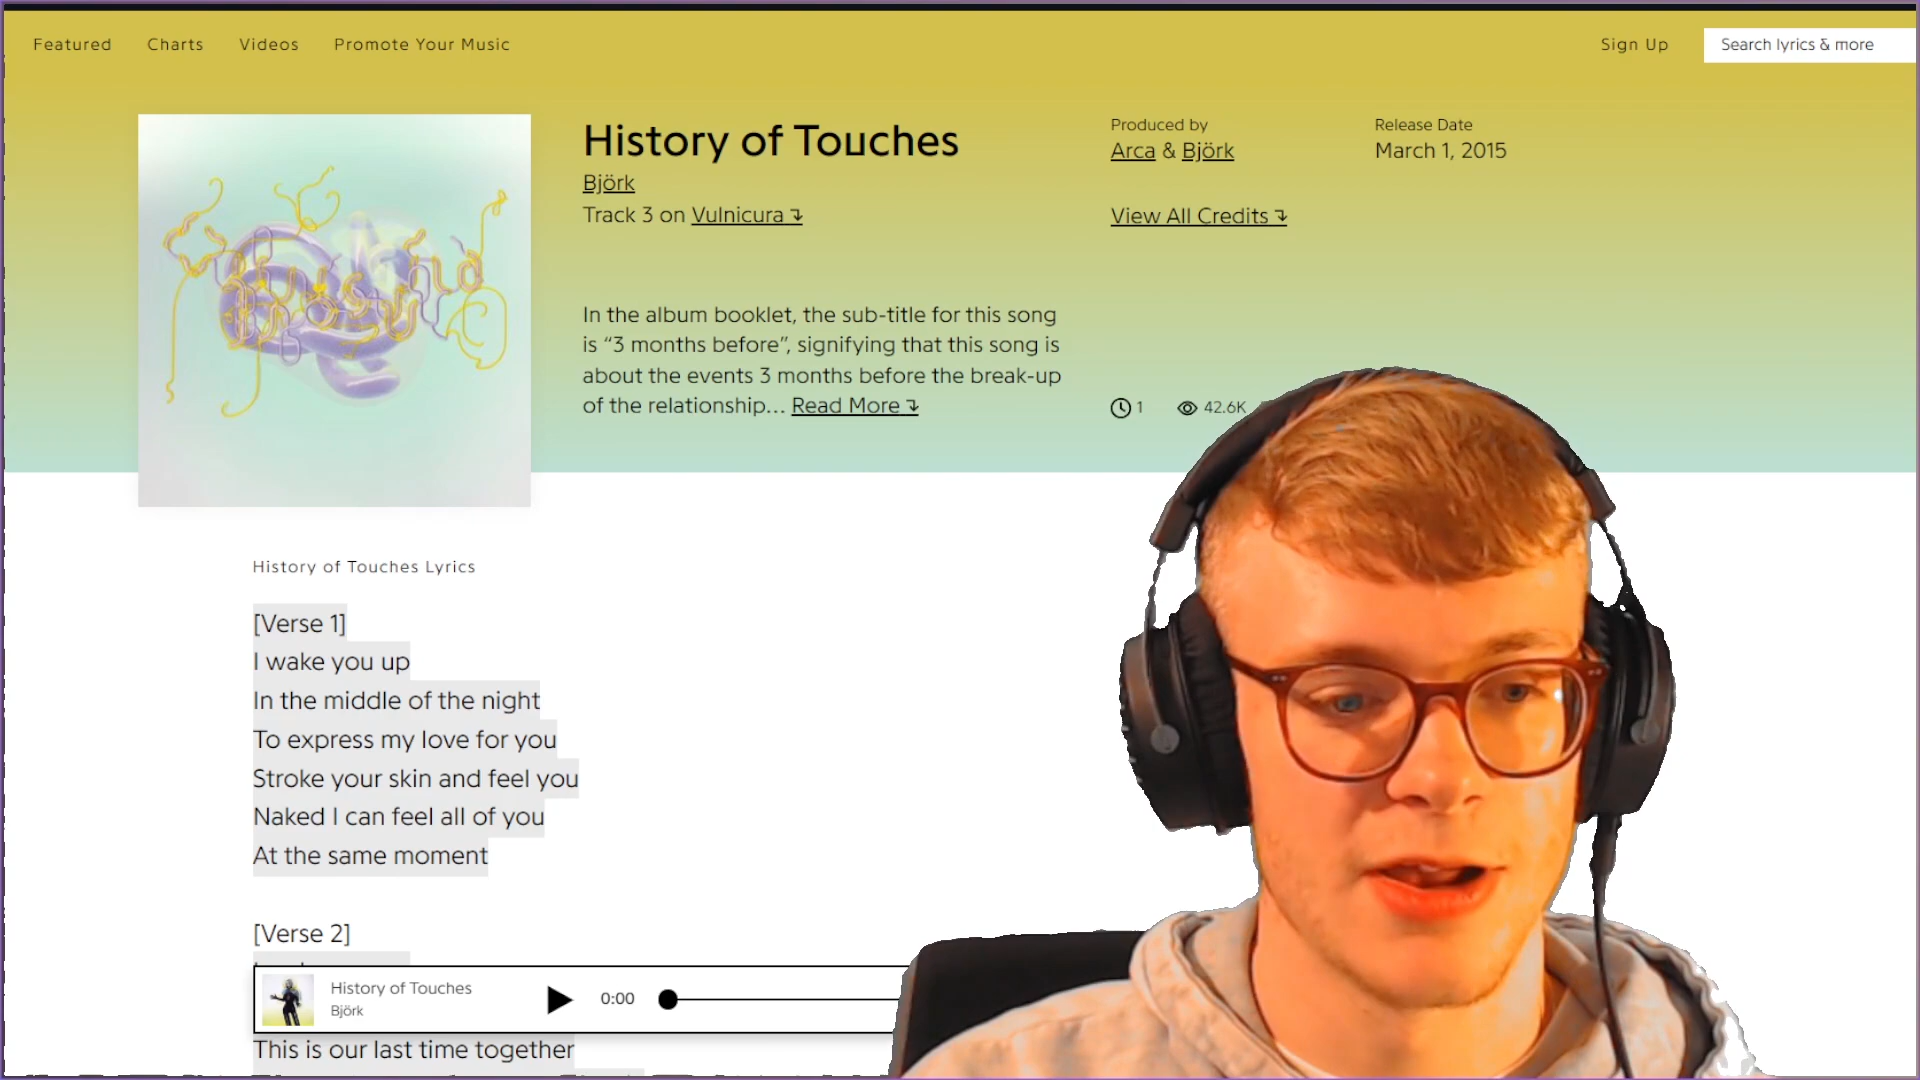 Featured Charts Videos Promote Your Music Sign Up Search lyrics & more
History of Touches
Björk
Track 3 on Vulnicura
Produced by
Arca & Björk
Release Date
March 1, 2015
View All Credits
In the album booklet, the sub-title for this song
is “3 months before”, signifying that this song is
about the events 3 months before the break-up
of the relationship... Read More
1 42.6K
History of Touches Lyrics
[Verse 1]
I wake you up
In the middle of the night
To express my love for you
Stroke your skin and feel you
Naked I can feel all of you
At the same moment
[Verse 2]
History of Touches
Björk
0:00
This is our last time together